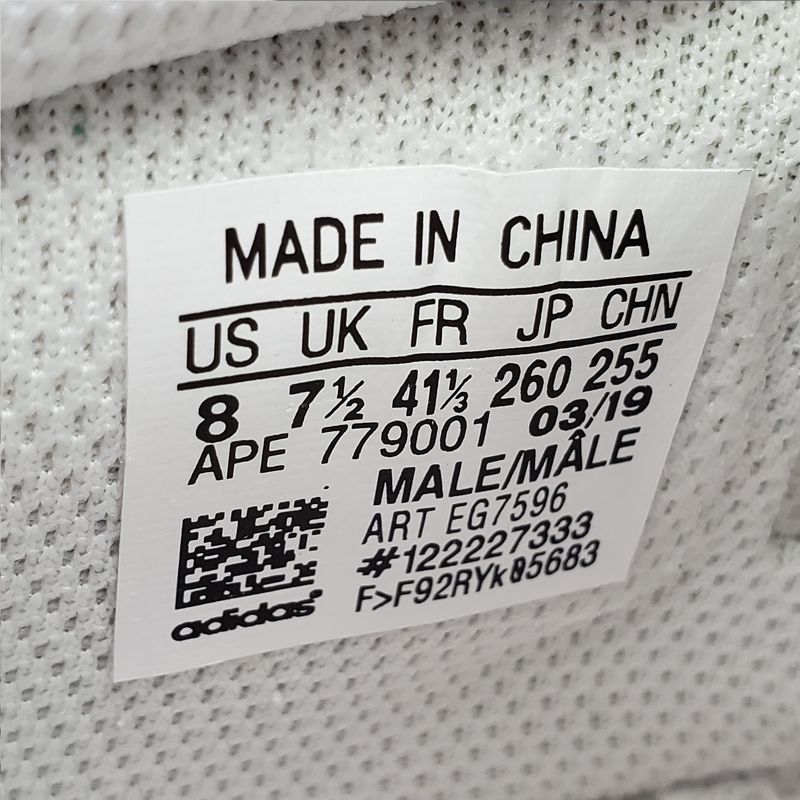 MADE IN CHINA
US UK FR JP CHN
8 7½ 41⅓ 260 255
APE 779001 03/19
MALE/MÂLE
ART EG7596
#122227333
F>F92RYk05683
adidas®